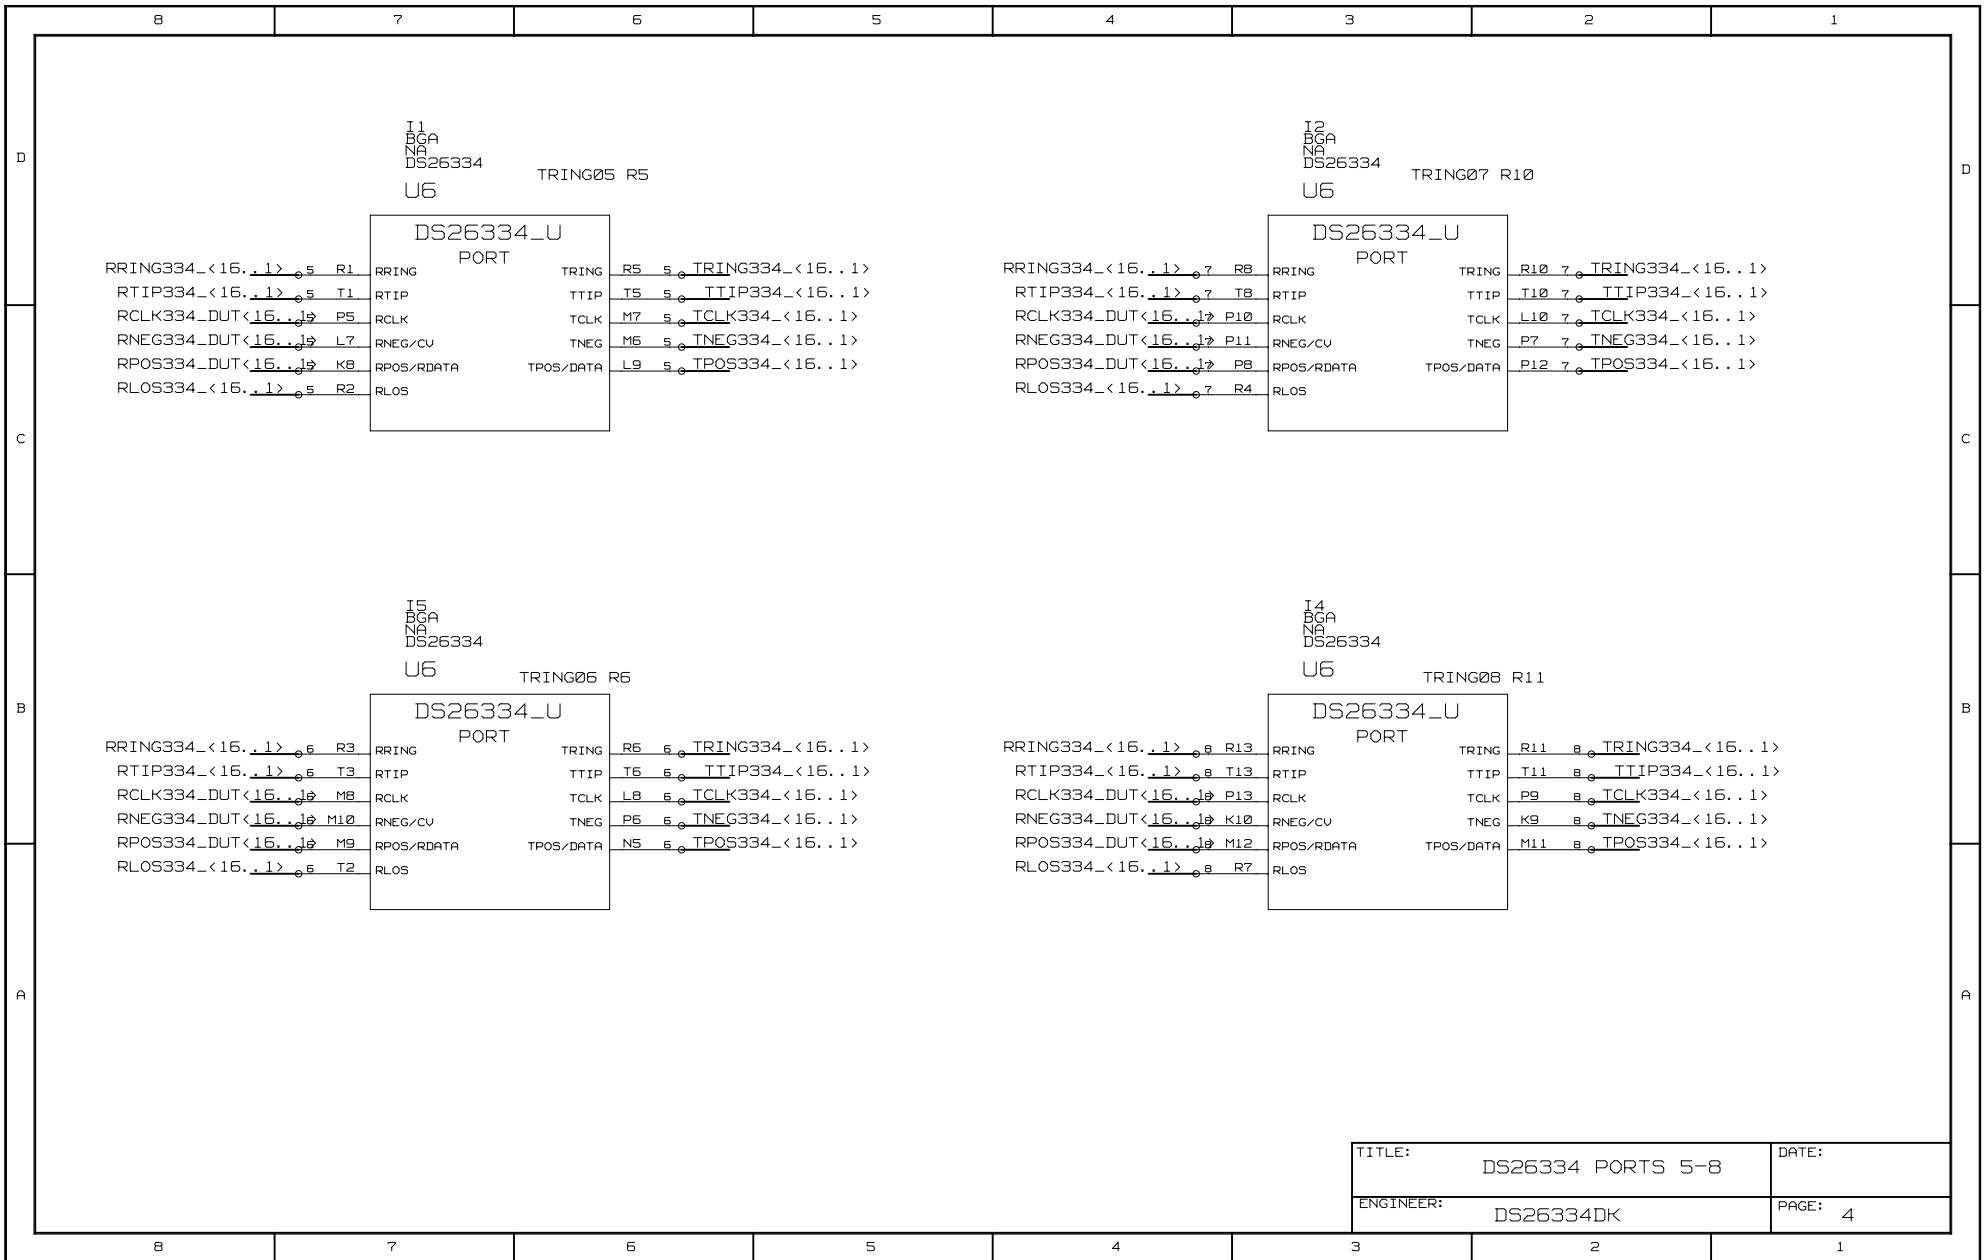 8 7 6 5 4 3 2 1
D
D
I1
BGA
NA
DS26334
U6
TRING05 R5
DS26334_U
PORT
RRING334_<16..1> 5 R1 RRING TRING R5 5 TRING334_<16..1>
RTIP334_<16..1> 5 T1 RTIP TTIP T5 5 TTIP334_<16..1>
RCLK334_DUT<16..1> 5 P5 RCLK TCLK M7 5 TCLK334_<16..1>
RNEG334_DUT<16..1> 5 L7 RNEG/CV TNEG M6 5 TNEG334_<16..1>
RPOS334_DUT<16..1> 5 K8 RPOS/RDATA TPOS/DATA L9 5 TPOS334_<16..1>
RLOS334_<16..1> 5 R2 RLOS
I2
BGA
NA
DS26334
U6
TRING07 R10
DS26334_U
PORT
RRING334_<16..1> 7 R8 RRING TRING R10 7 TRING334_<16..1>
RTIP334_<16..1> 7 T8 RTIP TTIP T10 7 TTIP334_<16..1>
RCLK334_DUT<16..1> 7 P10 RCLK TCLK L10 7 TCLK334_<16..1>
RNEG334_DUT<16..1> 7 P11 RNEG/CV TNEG P7 7 TNEG334_<16..1>
RPOS334_DUT<16..1> 7 P8 RPOS/RDATA TPOS/DATA P12 7 TPOS334_<16..1>
RLOS334_<16..1> 7 R4 RLOS
C
C
I5
BGA
NA
DS26334
U6
TRING06 R6
DS26334_U
PORT
RRING334_<16..1> 6 R3 RRING TRING R6 6 TRING334_<16..1>
RTIP334_<16..1> 6 T3 RTIP TTIP T6 6 TTIP334_<16..1>
RCLK334_DUT<16..1> 6 M8 RCLK TCLK L8 6 TCLK334_<16..1>
RNEG334_DUT<16..1> 6 M10 RNEG/CV TNEG P6 6 TNEG334_<16..1>
RPOS334_DUT<16..1> 6 M9 RPOS/RDATA TPOS/DATA N5 6 TPOS334_<16..1>
RLOS334_<16..1> 6 T2 RLOS
I4
BGA
NA
DS26334
U6
TRING08 R11
DS26334_U
PORT
RRING334_<16..1> 8 R13 RRING TRING R11 8 TRING334_<16..1>
RTIP334_<16..1> 8 T13 RTIP TTIP T11 8 TTIP334_<16..1>
RCLK334_DUT<16..1> 8 P13 RCLK TCLK P9 8 TCLK334_<16..1>
RNEG334_DUT<16..1> 8 K10 RNEG/CV TNEG K9 8 TNEG334_<16..1>
RPOS334_DUT<16..1> 8 M12 RPOS/RDATA TPOS/DATA M11 8 TPOS334_<16..1>
RLOS334_<16..1> 8 R7 RLOS
B
B
A
A
TITLE: DS26334 PORTS 5-8 DATE:
ENGINEER: DS26334DK PAGE: 4
8 7 6 5 4 3 2 1